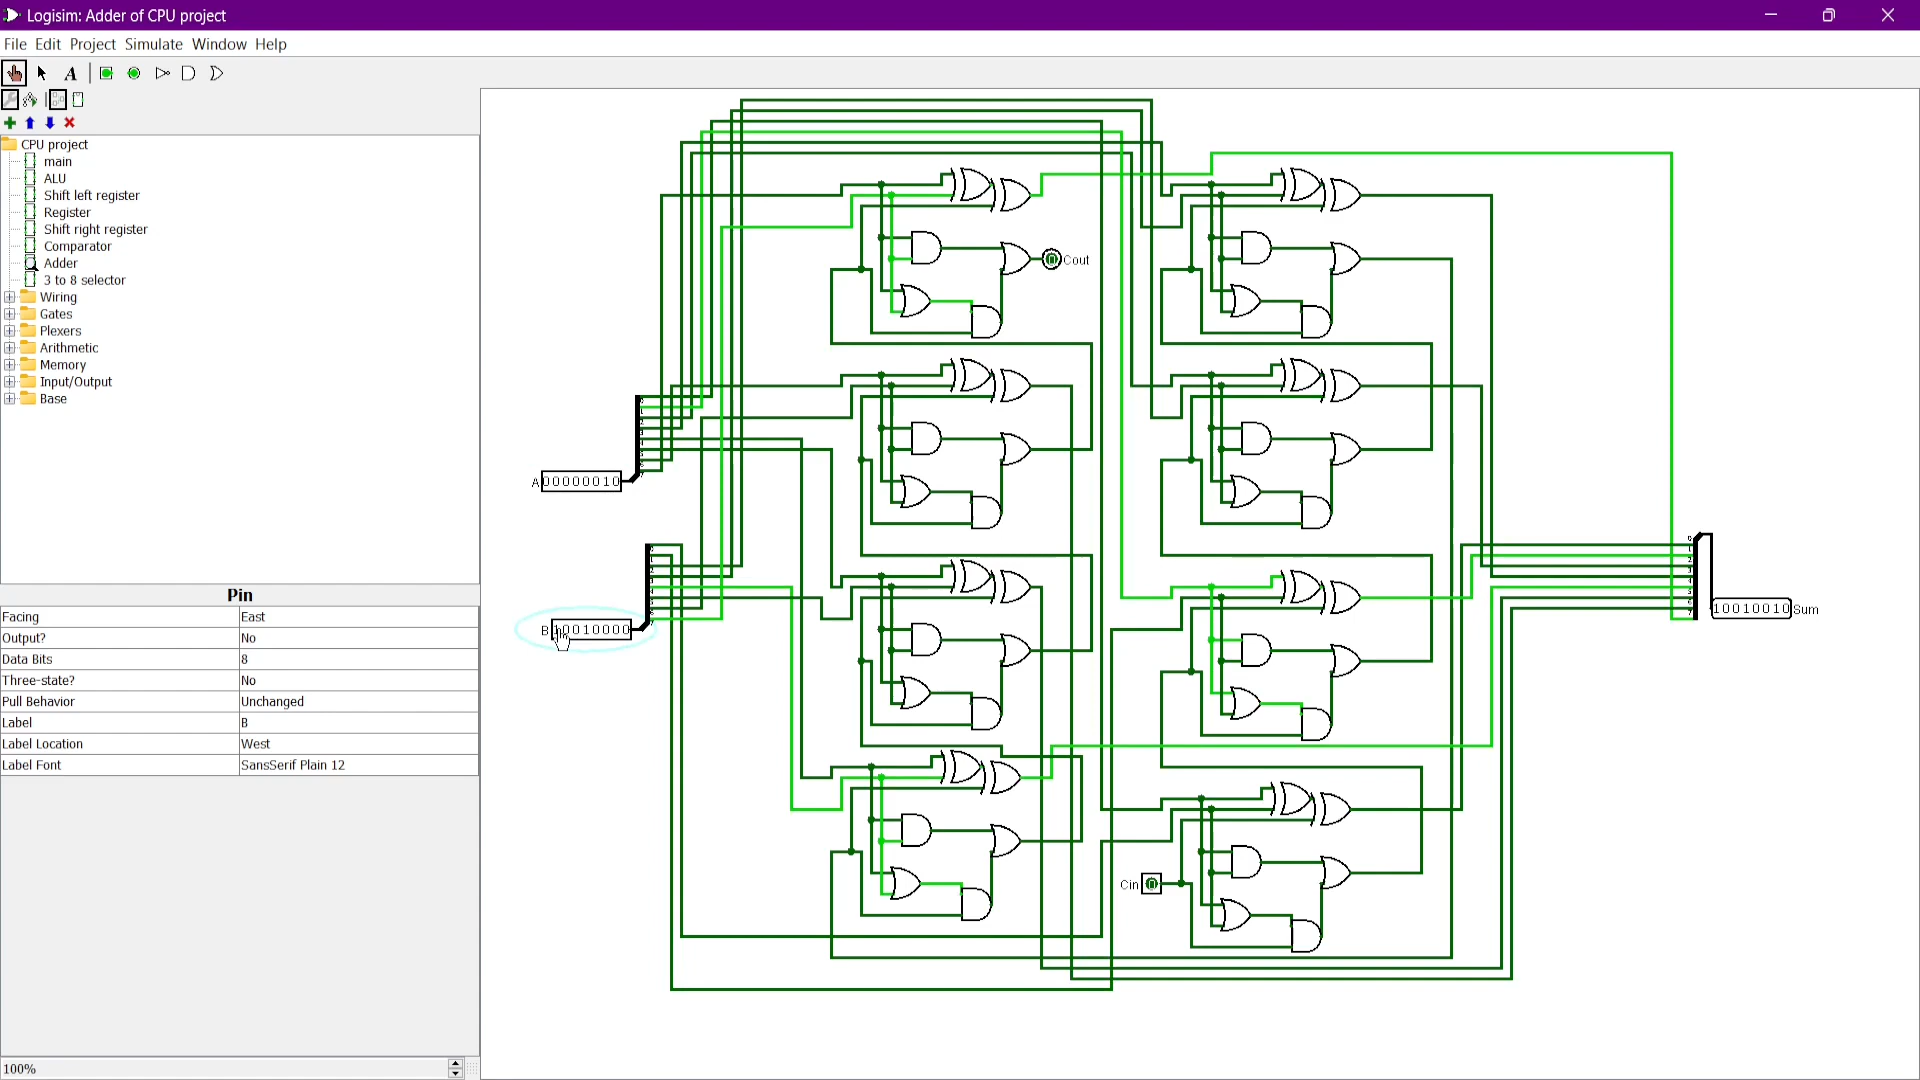 Logisim: Adder of CPU project
File Edit Project Simulate Window Help
A
CPU project
main
ALU
Shift left register
Register
Shift right register
Comparator
Adder
3 to 8 selector
Wiring
Gates
Plexers
Arithmetic
Memory
Input/Output
Base
Pin
Facing East
Output? No
Data Bits 8
Three-state? No
Pull Behavior Unchanged
Label B
Label Location West
Label Font SansSerif Plain 12
100%
Cout
A 00000010
B 10010000
Cin
10010010 Sum